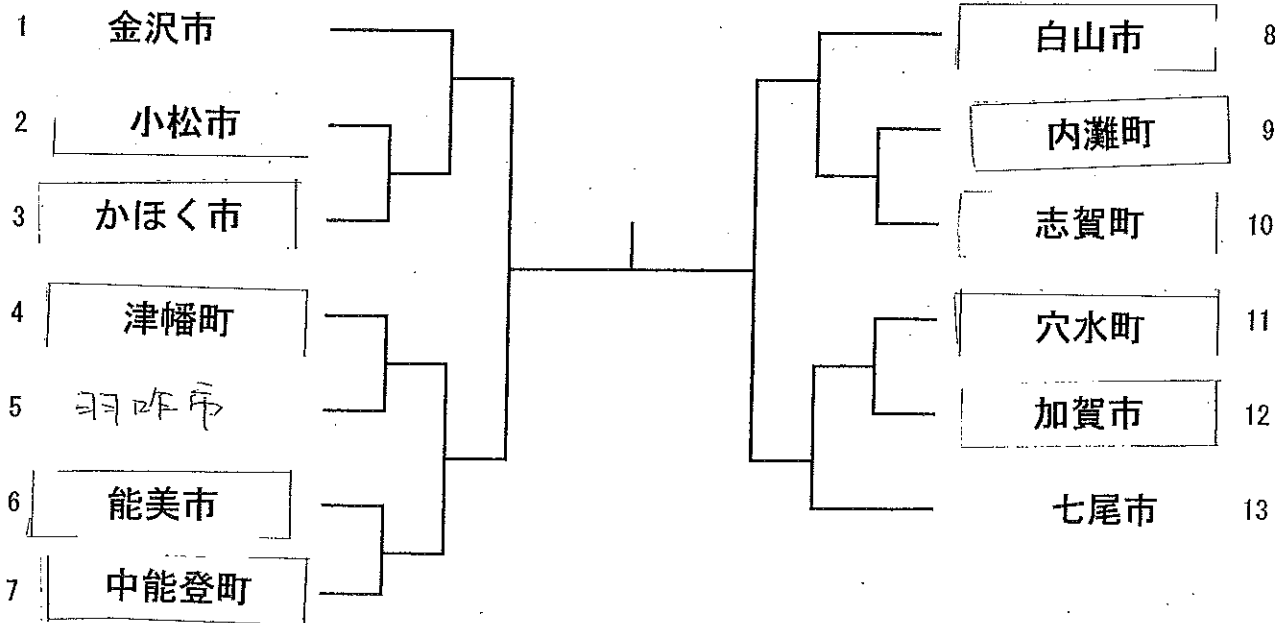 1 金沢市
2 小松市
3 かほく市
4 津幡町
5 羽咋市
6 能美市
7 中能登町
白山市 8
内灘町 9
志賀町 10
穴水町 11
加賀市 12
七尾市 13